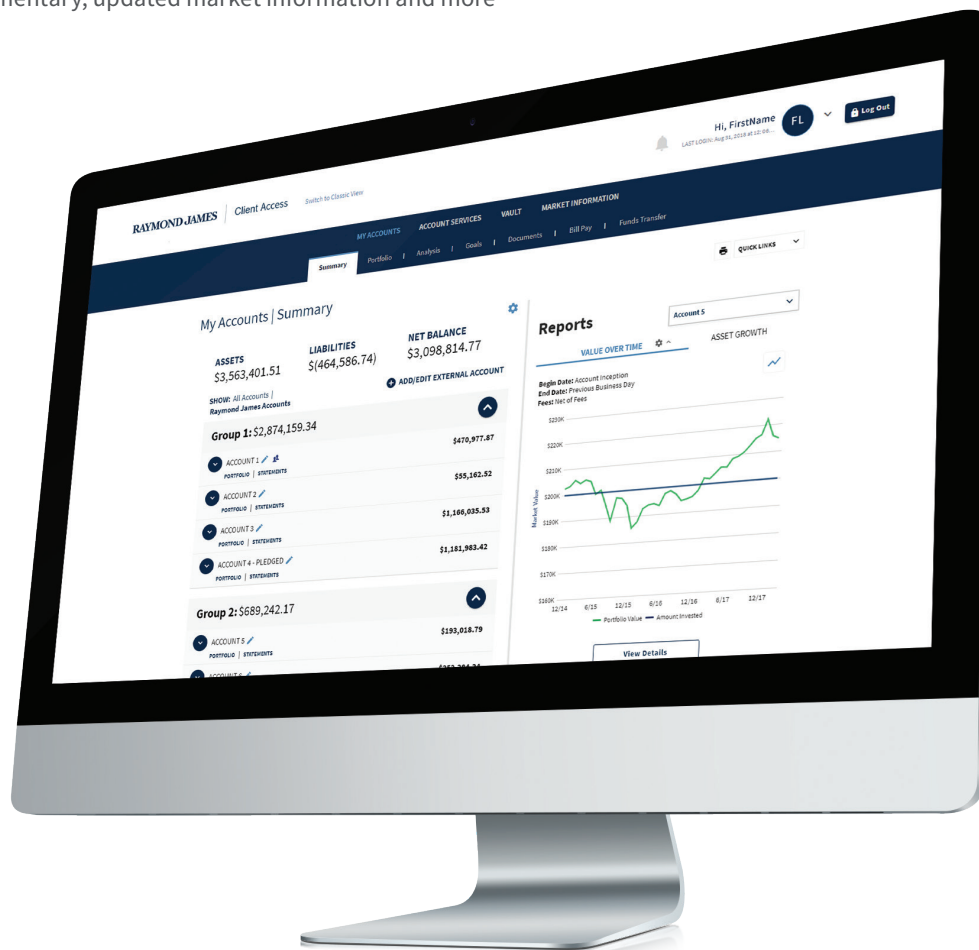 mentary, updated market information and more
RAYMOND JAMES | Client Access
Switch to Classic View
Hi, FirstName
FL
Log Out
MY ACCOUNTS ACCOUNT SERVICES VAULT MARKET INFORMATION
Summary Portfolio | Analysis | Goals | Documents | Bill Pay | Funds Transfer
QUICK LINKS
My Accounts | Summary
ASSETS LIABILITIES NET BALANCE
$3,563,401.51 $(464,586.74) $3,098,814.77
SHOW: All Accounts |
Raymond James Accounts
ADD/EDIT EXTERNAL ACCOUNT
Group 1: $2,874,159.34
ACCOUNT 1 $470,977.87
PORTFOLIO | STATEMENTS
ACCOUNT 2 $55,162.52
PORTFOLIO | STATEMENTS
ACCOUNT 3 $1,166,035.53
PORTFOLIO | STATEMENTS
ACCOUNT 4 - PLEDGED $1,181,983.42
PORTFOLIO | STATEMENTS
Group 2: $689,242.17
ACCOUNT 5 $193,018.79
PORTFOLIO | STATEMENTS
Reports
Account 5
VALUE OVER TIME ASSET GROWTH
Begin Date: Account Inception
End Date: Previous Business Day
Fees: Net of Fees
Market Value
$230K
$220K
$210K
$200K
$190K
$180K
$170K
$160K
12/14 6/15 12/15 6/16 12/16 6/17 12/17
Portfolio Value Amount Invested
View Details